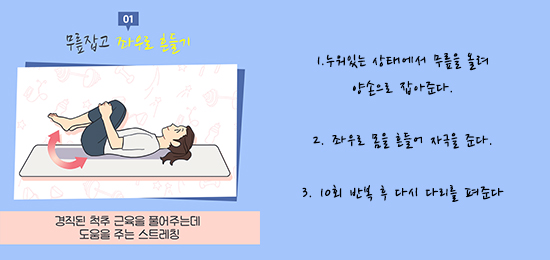 01
무릎잡고 좌우로 흔들기
경직된 척추 근육을 풀어주는데
도움을 주는 스트레칭
1.누워있는 상태에서 무릎을 올려
양손으로 잡아준다.
2. 좌우로 몸을 흔들어 자극을 준다.
3. 10회 반복 후 다시 다리를 펴준다